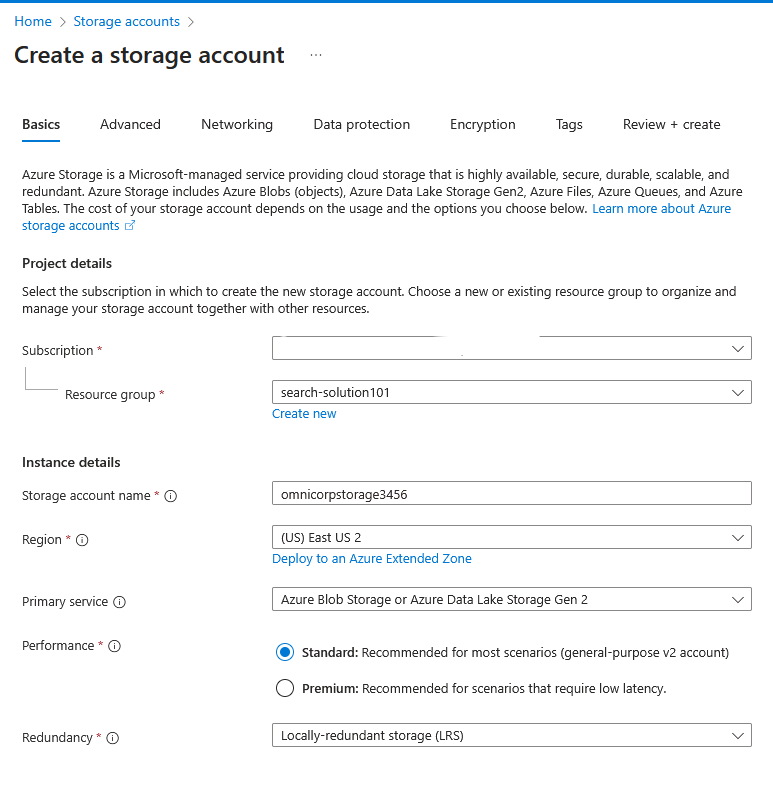 Home > Storage accounts >
Create a storage account ...
Basics Advanced Networking Data protection Encryption Tags Review + create
Azure Storage is a Microsoft-managed service providing cloud storage that is highly available, secure, durable, scalable, and
redundant. Azure Storage includes Azure Blobs (objects), Azure Data Lake Storage Gen2, Azure Files, Azure Queues, and Azure
Tables. The cost of your storage account depends on the usage and the options you choose below. Learn more about Azure
storage accounts
Project details
Select the subscription in which to create the new storage account. Choose a new or existing resource group to organize and
manage your storage account together with other resources.
Subscription *
Resource group * search-solution101
Create new
Instance details
Storage account name * omnicorpstorage3456
Region * (US) East US 2
Deploy to an Azure Extended Zone
Primary service Azure Blob Storage or Azure Data Lake Storage Gen 2
Performance * Standard: Recommended for most scenarios (general-purpose v2 account)
Premium: Recommended for scenarios that require low latency.
Redundancy * Locally-redundant storage (LRS)